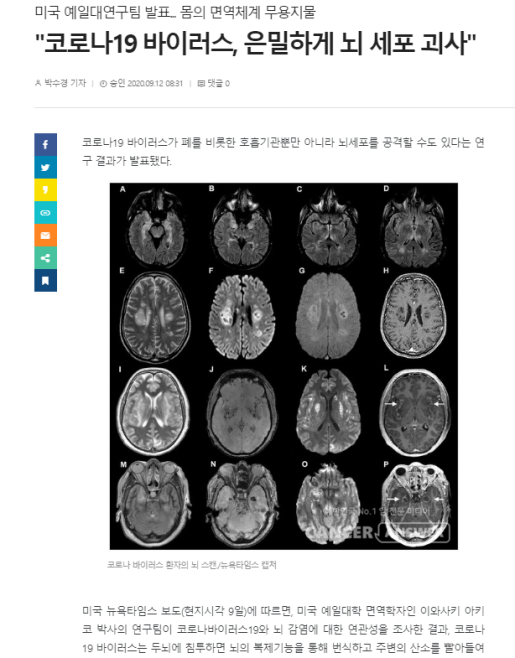 미국 예일대연구팀 발표.. 몸의 면역체계 무용지물
"코로나19 바이러스, 은밀하게 뇌 세포 괴사"
박수경 기자 | 승인 2020.09.12 08:31 | 댓글 0
코로나19 바이러스가 폐를 비롯한 호흡기관뿐만 아니라 뇌세포를 공격할 수도 있다는 연
구 결과가 발표됐다.
A B C D
E F G H
I J K L
M N O P
No.1 암 전문 미디어
CANCER ANSWER
코로나 바이러스 환자의 뇌 스캔./뉴욕타임스 캡쳐
미국 뉴욕타임스 보도(현지시각 9일)에 따르면, 미국 예일대학 면역학자인 이와사키 아키
코 박사의 연구팀이 코로나바이러스19와 뇌 감염에 대한 연관성을 조사한 결과, 코로나
19 바이러스는 두뇌에 침투하면 뇌의 복제기능을 통해 번식하고 주변의 산소를 빨아들여